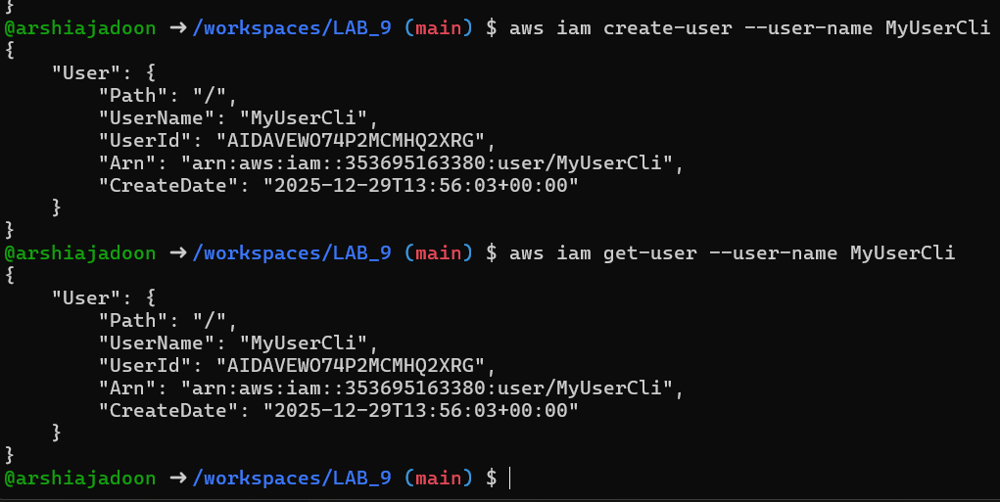 }
@arshiajadoon ➜ /workspaces/LAB_9 (main) $ aws iam create-user --user-name MyUserCli
{
    "User": {
        "Path": "/",
        "UserName": "MyUserCli",
        "UserId": "AIDAVEWO74P2MCMHQ2XRG",
        "Arn": "arn:aws:iam::353695163380:user/MyUserCli",
        "CreateDate": "2025-12-29T13:56:03+00:00"
    }
}
@arshiajadoon ➜ /workspaces/LAB_9 (main) $ aws iam get-user --user-name MyUserCli
{
    "User": {
        "Path": "/",
        "UserName": "MyUserCli",
        "UserId": "AIDAVEWO74P2MCMHQ2XRG",
        "Arn": "arn:aws:iam::353695163380:user/MyUserCli",
        "CreateDate": "2025-12-29T13:56:03+00:00"
    }
}
@arshiajadoon ➜ /workspaces/LAB_9 (main) $